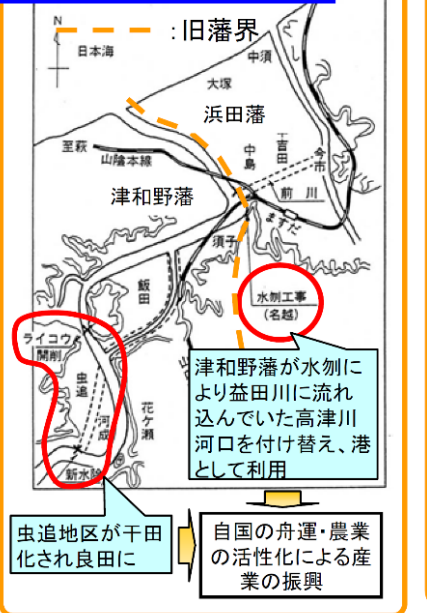 N
：旧藩界
日本海
中須
大塚
浜田藩
至萩
山陰本線
中島
吉田
今市
津和野藩
前川
ますだ
須子
飯田
水刎工事
(名越)
ライコウ
開削
虫追
河成
花ケ瀬
新水除
津和野藩が水刎に
より益田川に流れ
込んでいた高津川
河口を付け替え、港
として利用
虫追地区が干田
化され良田に
自国の舟運・農業
の活性化による産
業の振興